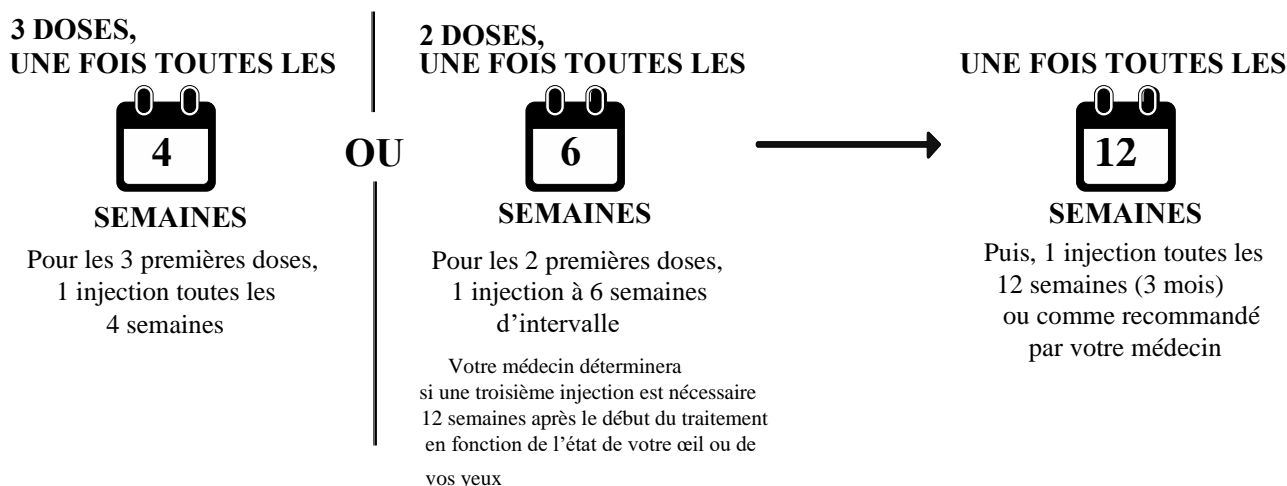 3 DOSES,
UNE FOIS TOUTES LES
4
SEMAINES
Pour les 3 premières doses,
1 injection toutes les
4 semaines
OU
2 DOSES,
UNE FOIS TOUTES LES
6
SEMAINES
Pour les 2 premières doses,
1 injection à 6 semaines
d’intervalle
Votre médecin déterminera
si une troisième injection est nécessaire
12 semaines après le début du traitement
en fonction de l’état de votre œil ou de
vos yeux
UNE FOIS TOUTES LES
12
SEMAINES
Puis, 1 injection toutes les
12 semaines (3 mois)
ou comme recommandé
par votre médecin